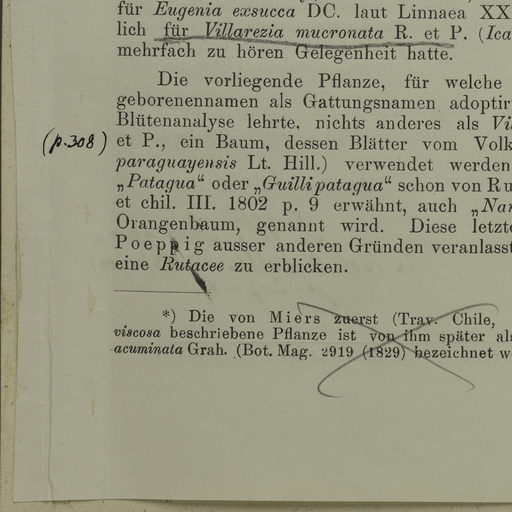 für Eugenia exsucca DC. laut Linnaea XX
lich für Villarezia mucronata R. et P. (Ica
mehrfach zu hören Gelegenheit hatte.
Die vorliegende Pflanze, für welche
geborenennamen als Gattungsnamen adoptir
Blütenanalyse lehrte, nichts anderes als Vi
(p.308) et P., ein Baum, dessen Blätter vom Volk
paraguayensis Lt. Hill.) verwendet werden
„Patagua“ oder „Guillipatagua“ schon von Ru
et chil. III. 1802 p. 9 erwähnt, auch „Nar
Orangenbaum, genannt wird. Diese letzte
Poeppig ausser anderen Gründen veranlasst
eine Rutacee zu erblicken.
*) Die von Miers zuerst (Trav. Chile,
viscosa beschriebene Pflanze ist von ihm später als
acuminata Grah. (Bot. Mag. 2919 (1829) bezeichnet w